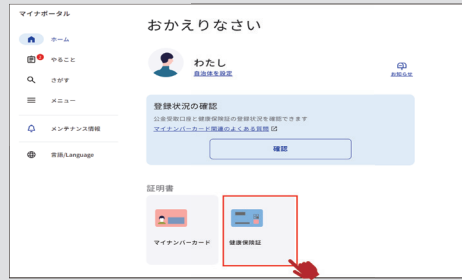 マイナポータル
ホーム
やること
さがす
メニュー
メンテナンス情報
言語/Language
おかえりなさい
わたし
自治体を設定
お知らせ
登録状況の確認
公金受取口座と健康保険証の登録状況を確認できます
マイナンバーカード関連のよくある質問
確認
証明書
マイナンバーカード
健康保険証